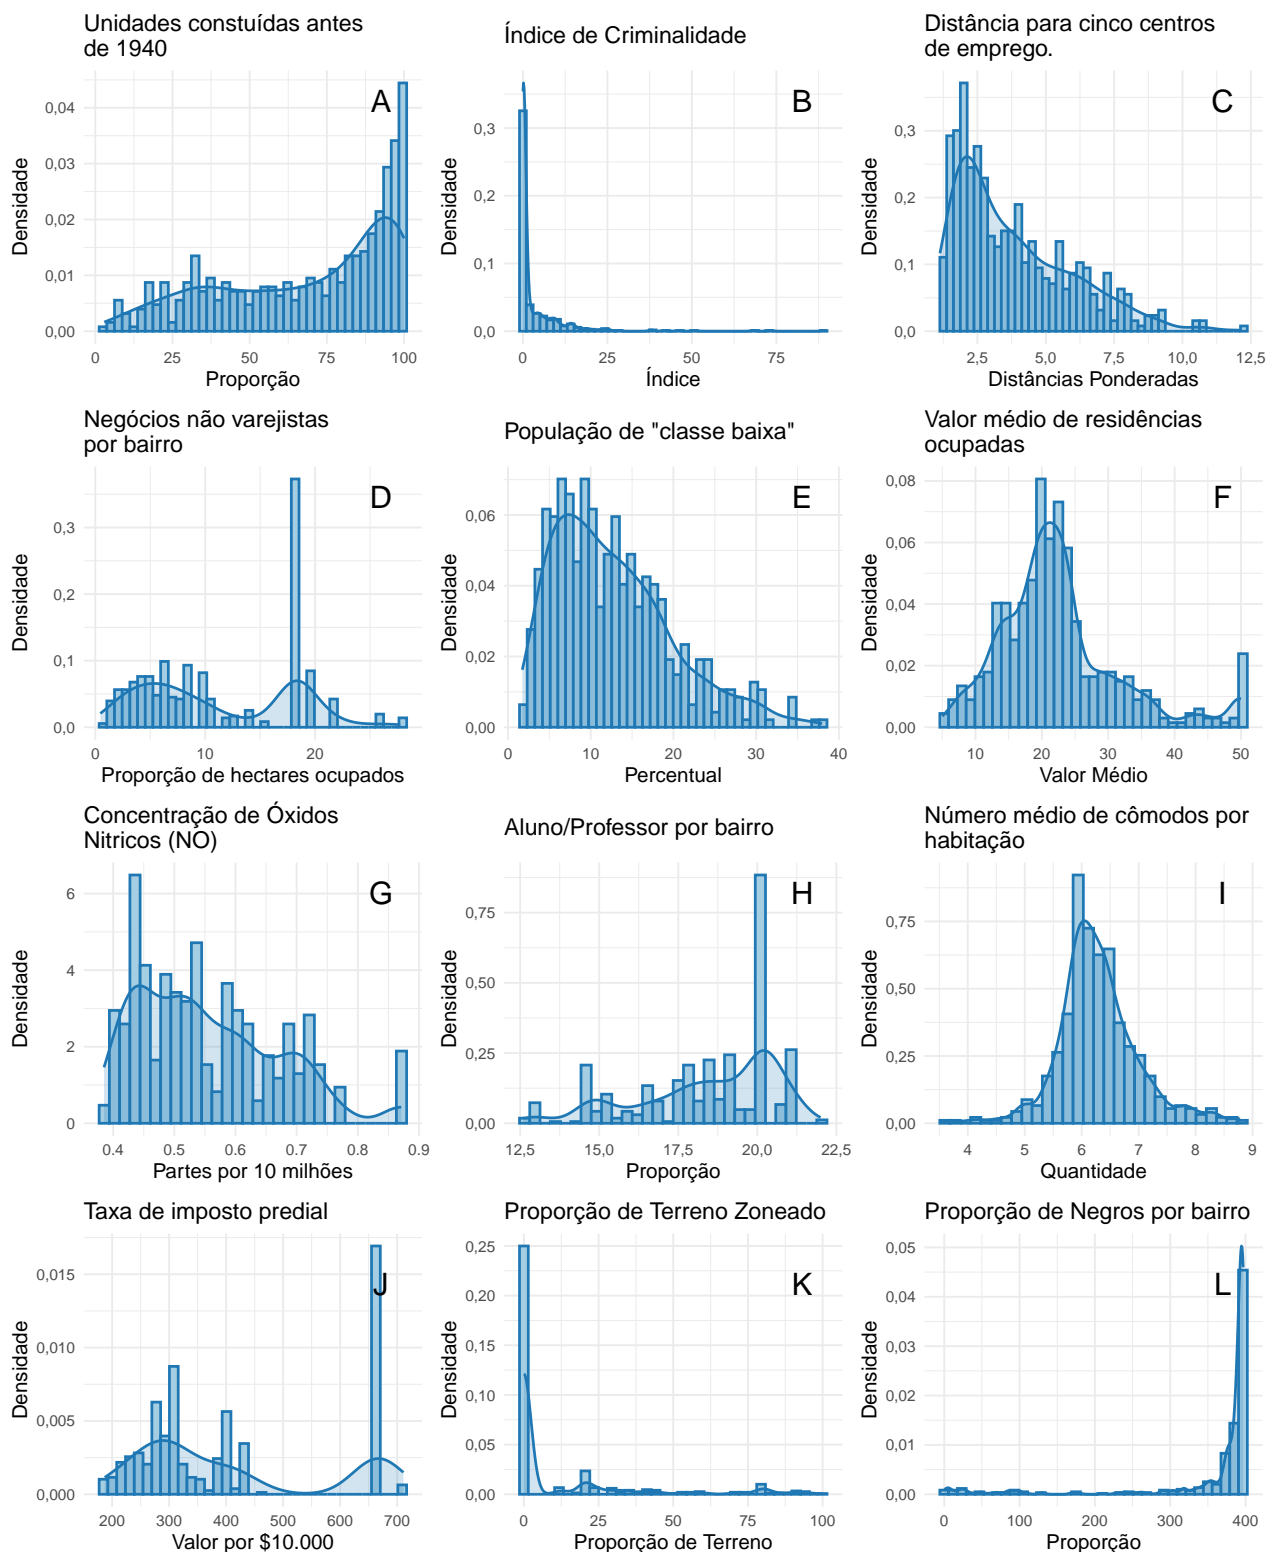 Unidades constuídas antes
de 1940
A
0,04
0,03
0,02
0,01
0,00
Densidade
0 25 50 75 100
Proporção
Índice de Criminalidade
B
0,3
0,2
0,1
0,0
Densidade
0 25 50 75
Índice
Distância para cinco centros
de emprego.
C
0,3
0,2
0,1
0,0
Densidade
2,5 5,0 7,5 10,0 12,5
Distâncias Ponderadas
Negócios não varejistas
por bairro
D
0,3
0,2
0,1
0,0
Densidade
0 10 20
Proporção de hectares ocupados
População de "classe baixa"
E
0,06
0,04
0,02
0,00
Densidade
0 10 20 30 40
Percentual
Valor médio de residências
ocupadas
F
0,08
0,06
0,04
0,02
0,00
Densidade
10 20 30 40 50
Valor Médio
Concentração de Óxidos
Nitricos (NO)
G
6
4
2
0
Densidade
0.4 0.5 0.6 0.7 0.8 0.9
Partes por 10 milhões
Aluno/Professor por bairro
H
0,75
0,50
0,25
0,00
Densidade
12,5 15,0 17,5 20,0 22,5
Proporção
Número médio de cômodos por
habitação
I
0,75
0,50
0,25
0,00
Densidade
4 5 6 7 8 9
Quantidade
Taxa de imposto predial
J
0,015
0,010
0,005
0,000
Densidade
200 300 400 500 600 700
Valor por $10.000
Proporção de Terreno Zoneado
K
0,25
0,20
0,15
0,10
0,05
0,00
Densidade
0 25 50 75 100
Proporção de Terreno
Proporção de Negros por bairro
L
0,05
0,04
0,03
0,02
0,01
0,00
Densidade
0 100 200 300 400
Proporção